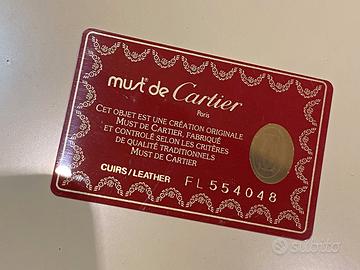 must de Cartier
Paris
CET OBJET EST UNE CRÉATION ORIGINALE
MUST DE CARTIER, FABRIQUÉ
ET CONTRÔLÉ SELON LES CRITÈRES
DE QUALITÉ TRADITIONNELS
MUST DE CARTIER
CUIRS/LEATHER FL554048
subito